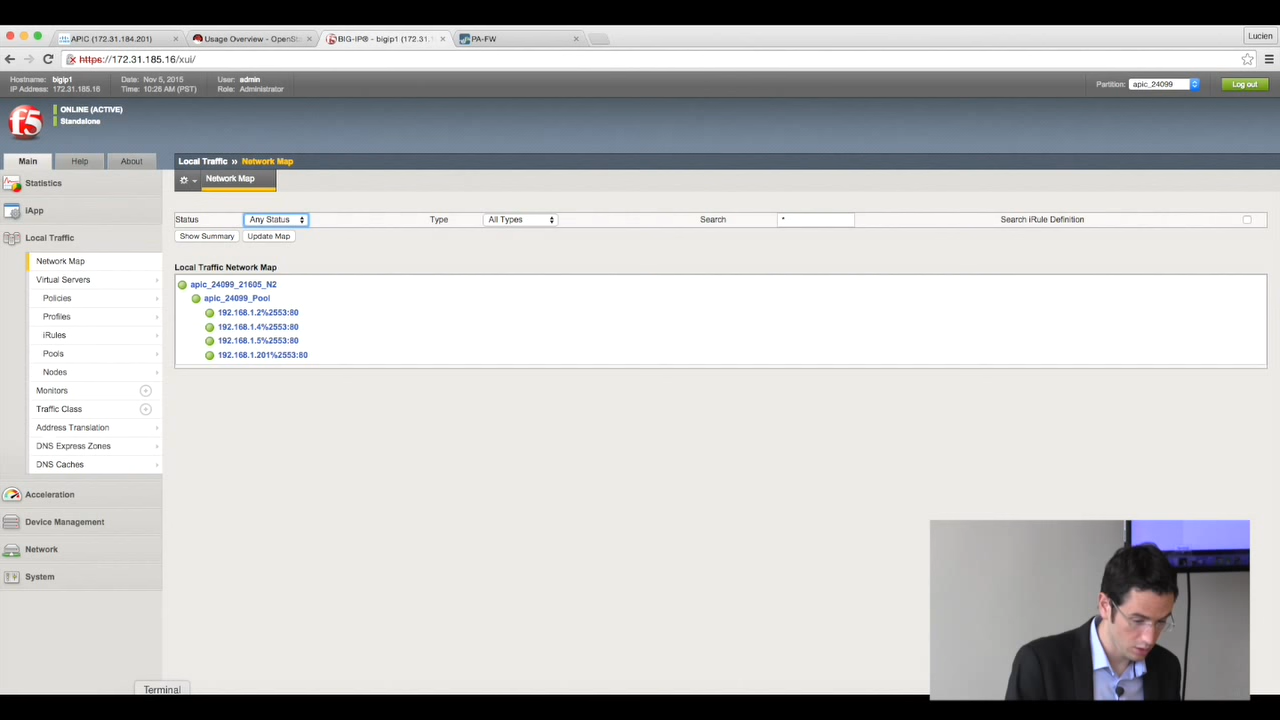 APIC (172.31.184.201)
Usage Overview - OpenSt
BIG-IP® - bigip1 (172.31.
PA-FW
Lucien
https://172.31.185.16/xui/
Hostname: bigip1
IP Address: 172.31.185.16
Date: Nov 5, 2015
Time: 10:26 AM (PST)
User: admin
Role: Administrator
Partition: apic_24099
Log out
f5
ONLINE (ACTIVE)
Standalone
Main
Help
About
Local Traffic »» Network Map
Network Map
Statistics
iApp
Local Traffic
Network Map
Virtual Servers
Policies
Profiles
iRules
Pools
Nodes
Monitors
Traffic Class
Address Translation
DNS Express Zones
DNS Caches
Acceleration
Device Management
Network
System
Status Any Status Type All Types Search * Search iRule Definition
Show Summary Update Map
Local Traffic Network Map
apic_24099_21605_N2
apic_24099_Pool
192.168.1.2%2553:80
192.168.1.4%2553:80
192.168.1.5%2553:80
192.168.1.201%2553:80
Terminal